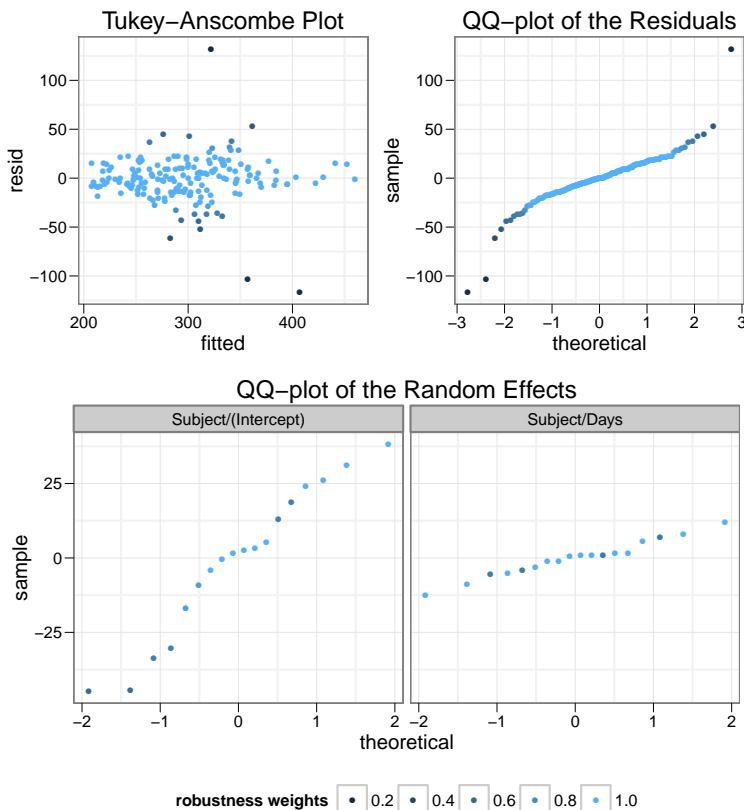 Tukey−Anscombe Plot
QQ−plot of the Residuals
resid
100
50
0
−50
−100
200
300
400
fitted
sample
100
50
0
−50
−100
−3
−2
−1
0
1
2
3
theoretical
QQ−plot of the Random Effects
Subject/(Intercept)
Subject/Days
sample
25
0
−25
−2
−1
0
1
2
−2
−1
0
1
2
theoretical
robustness weights 0.2 0.4 0.6 0.8 1.0